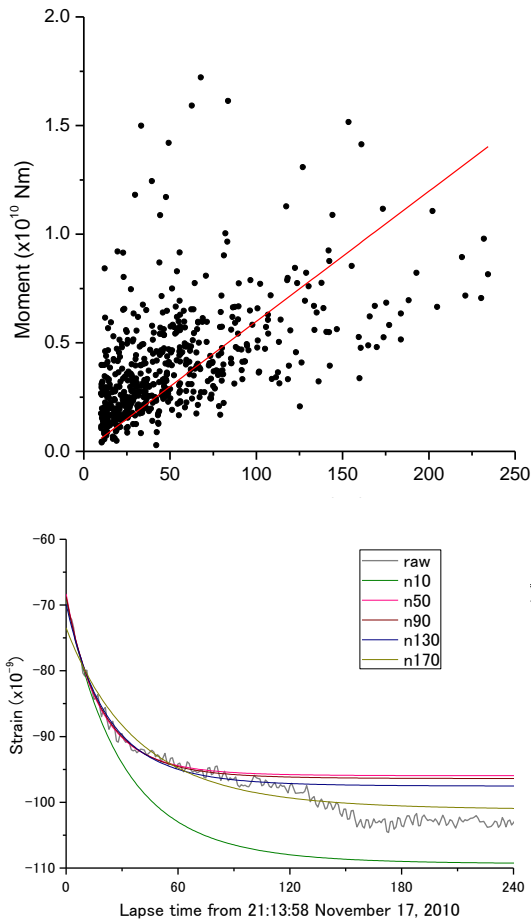 2.0
1.5
1.0
0.5
0.0
Moment (x10¹⁰ Nm)
0 50 100 150 200 250
−60
−70
−80
−90
−100
−110
Strain (x10⁻⁹)
raw
n10
n50
n90
n130
n170
0 60 120 180 240
Lapse time from 21:13:58 November 17, 2010